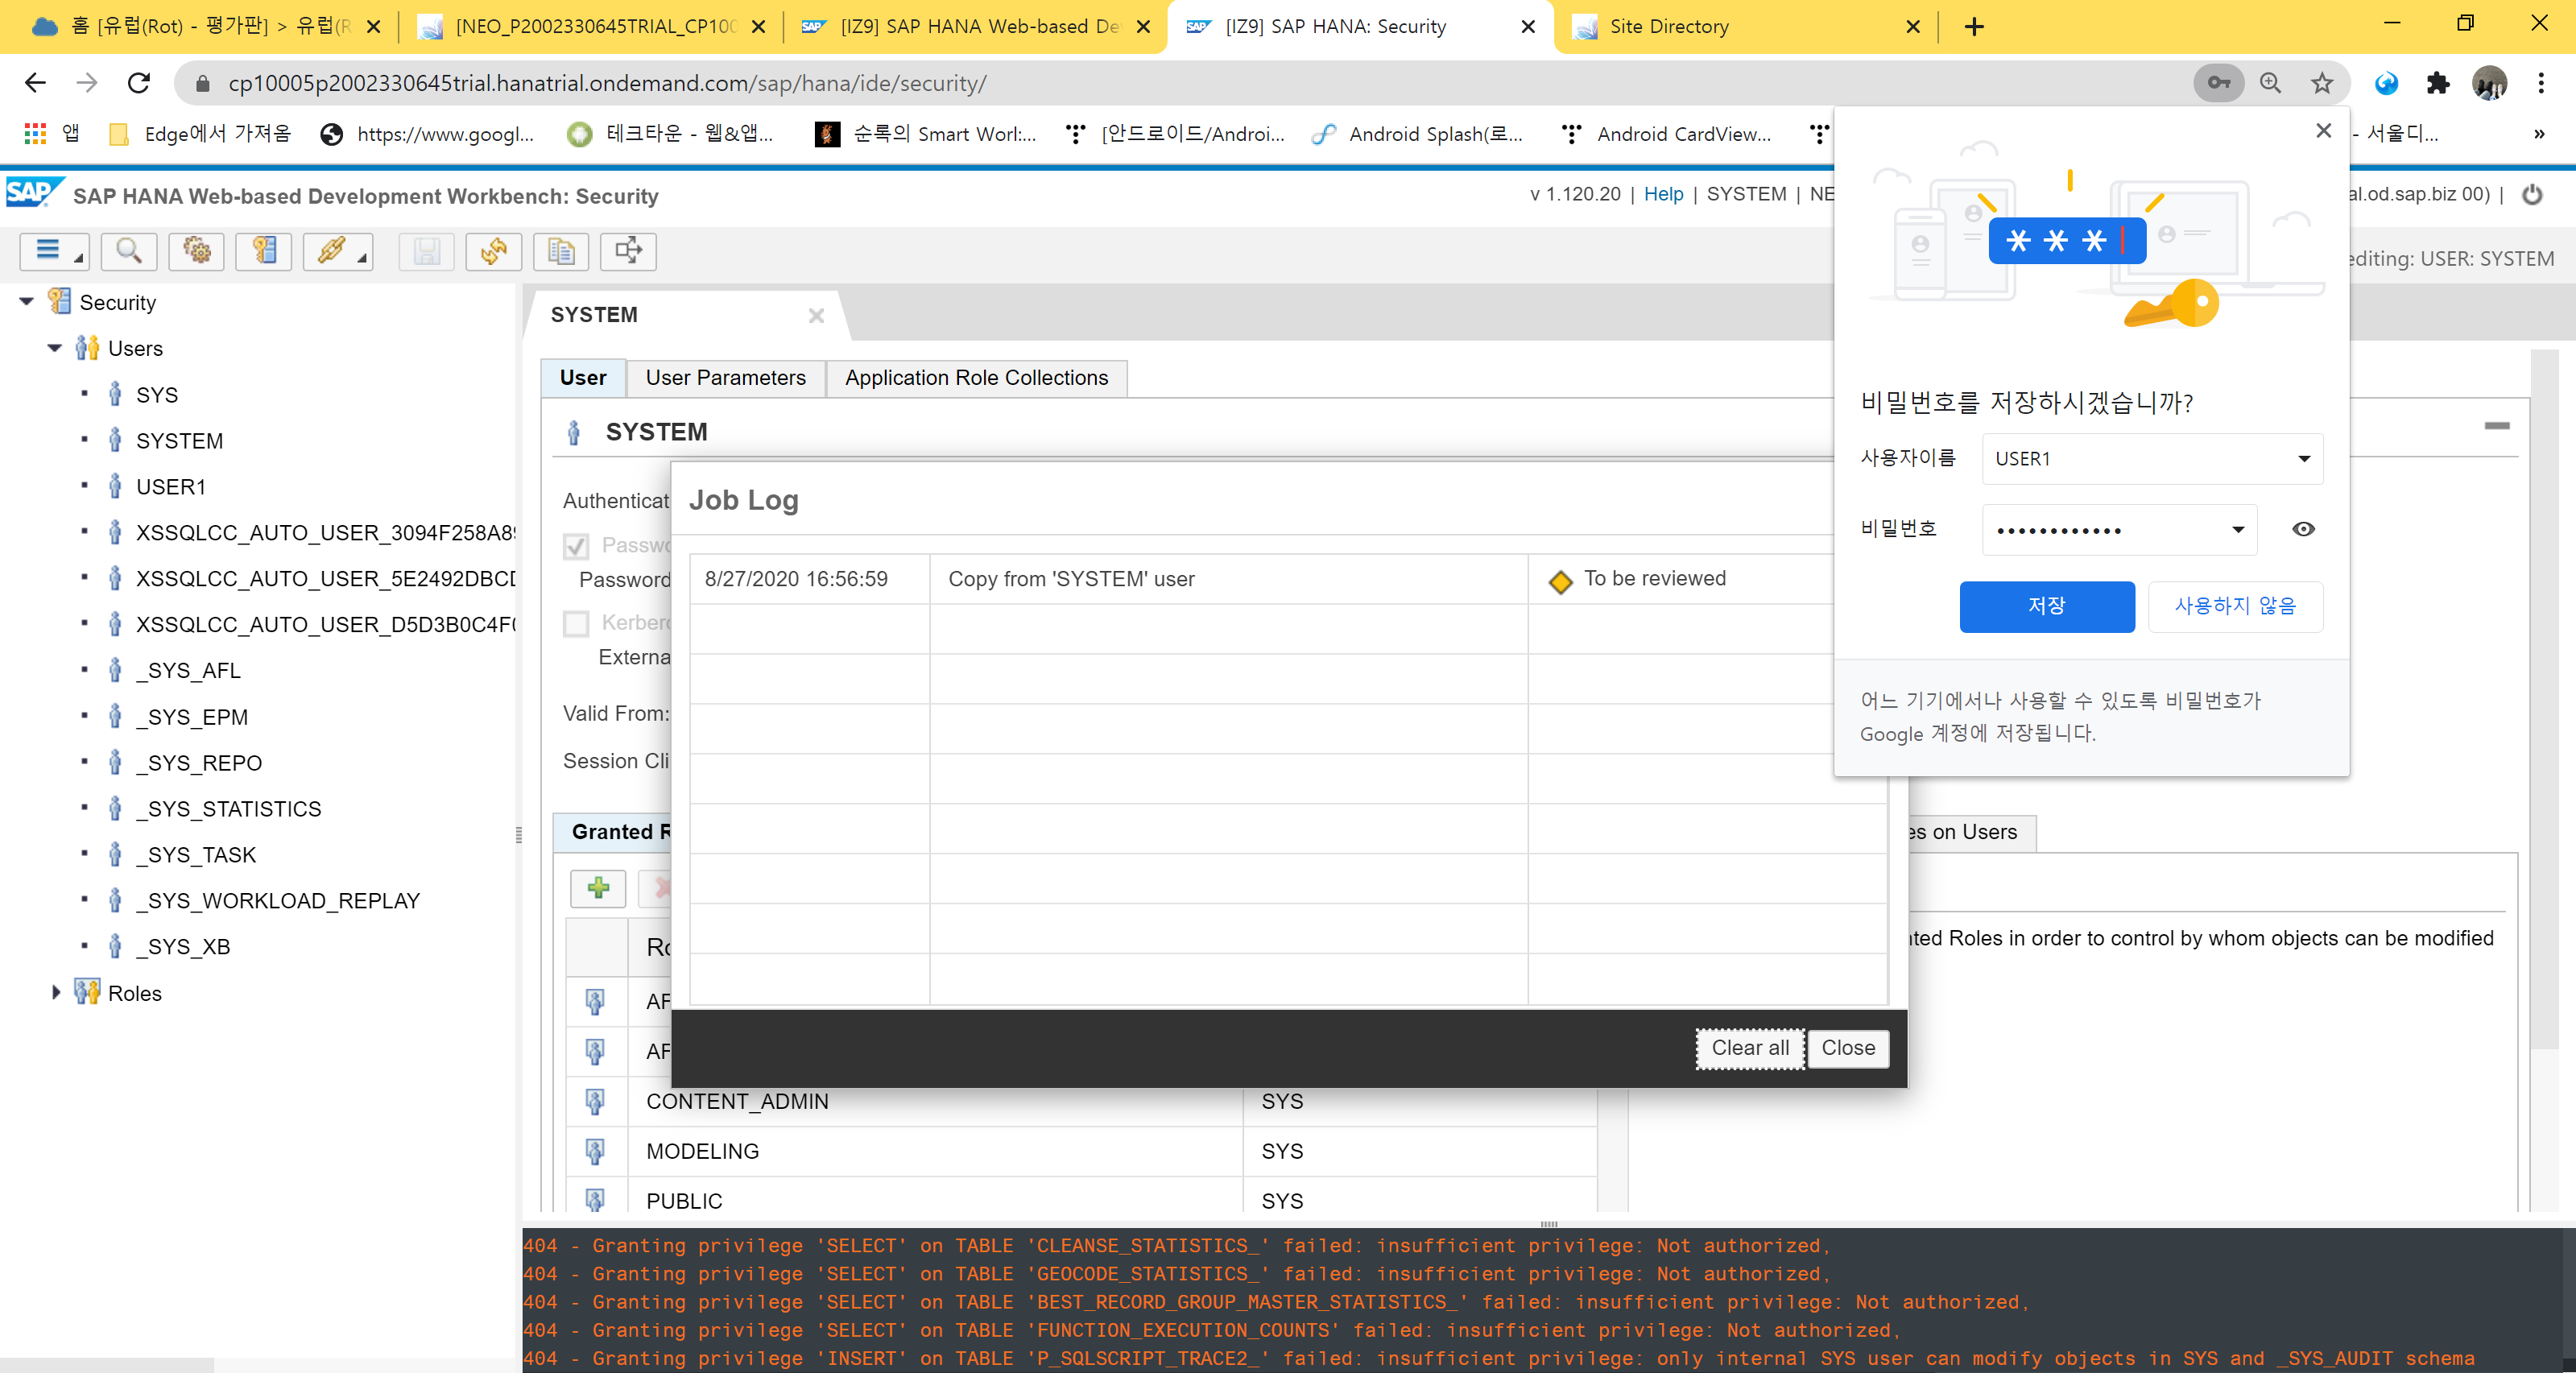 홈 [유럽(Rot) - 평가판] > 유럽(R
[NEO_P2002330645TRIAL_CP100
[IZ9] SAP HANA Web-based De
[IZ9] SAP HANA: Security
Site Directory
cp10005p2002330645trial.hanatrial.ondemand.com/sap/hana/ide/security/
앱
Edge에서 가져옴
https://www.googl...
테크타운 - 웹&앱...
순록의 Smart Worl:...
[안드로이드/Androi...
Android Splash(로...
Android CardView...
- 서울디...
»
SAP
SAP HANA Web-based Development Workbench: Security
v 1.120.20 | Help | SYSTEM | NE
al.od.sap.biz 00) |
editing: USER: SYSTEM
Security
Users
SYS
SYSTEM
USER1
XSSQLCC_AUTO_USER_3094F258A8
XSSQLCC_AUTO_USER_5E2492DBCD
XSSQLCC_AUTO_USER_D5D3B0C4F
_SYS_AFL
_SYS_EPM
_SYS_REPO
_SYS_STATISTICS
_SYS_TASK
_SYS_WORKLOAD_REPLAY
_SYS_XB
Roles
SYSTEM
User
User Parameters
Application Role Collections
SYSTEM
Authenticat
Passwo
Password
Kerber
Externa
Valid From:
Session Cli
Granted R
es on Users
Ro
AF
AF
CONTENT_ADMIN SYS
MODELING SYS
PUBLIC SYS
nted Roles in order to control by whom objects can be modified
Job Log
8/27/2020 16:56:59 Copy from 'SYSTEM' user To be reviewed
Clear all
Close
* * *
비밀번호를 저장하시겠습니까?
사용자이름 USER1
비밀번호 ••••••••••••
저장
사용하지 않음
어느 기기에서나 사용할 수 있도록 비밀번호가
Google 계정에 저장됩니다.
404 - Granting privilege 'SELECT' on TABLE 'CLEANSE_STATISTICS_' failed: insufficient privilege: Not authorized,
404 - Granting privilege 'SELECT' on TABLE 'GEOCODE_STATISTICS_' failed: insufficient privilege: Not authorized,
404 - Granting privilege 'SELECT' on TABLE 'BEST_RECORD_GROUP_MASTER_STATISTICS_' failed: insufficient privilege: Not authorized,
404 - Granting privilege 'SELECT' on TABLE 'FUNCTION_EXECUTION_COUNTS' failed: insufficient privilege: Not authorized,
404 - Granting privilege 'INSERT' on TABLE 'P_SQLSCRIPT_TRACE2_' failed: insufficient privilege: only internal SYS user can modify objects in SYS and _SYS_AUDIT schema